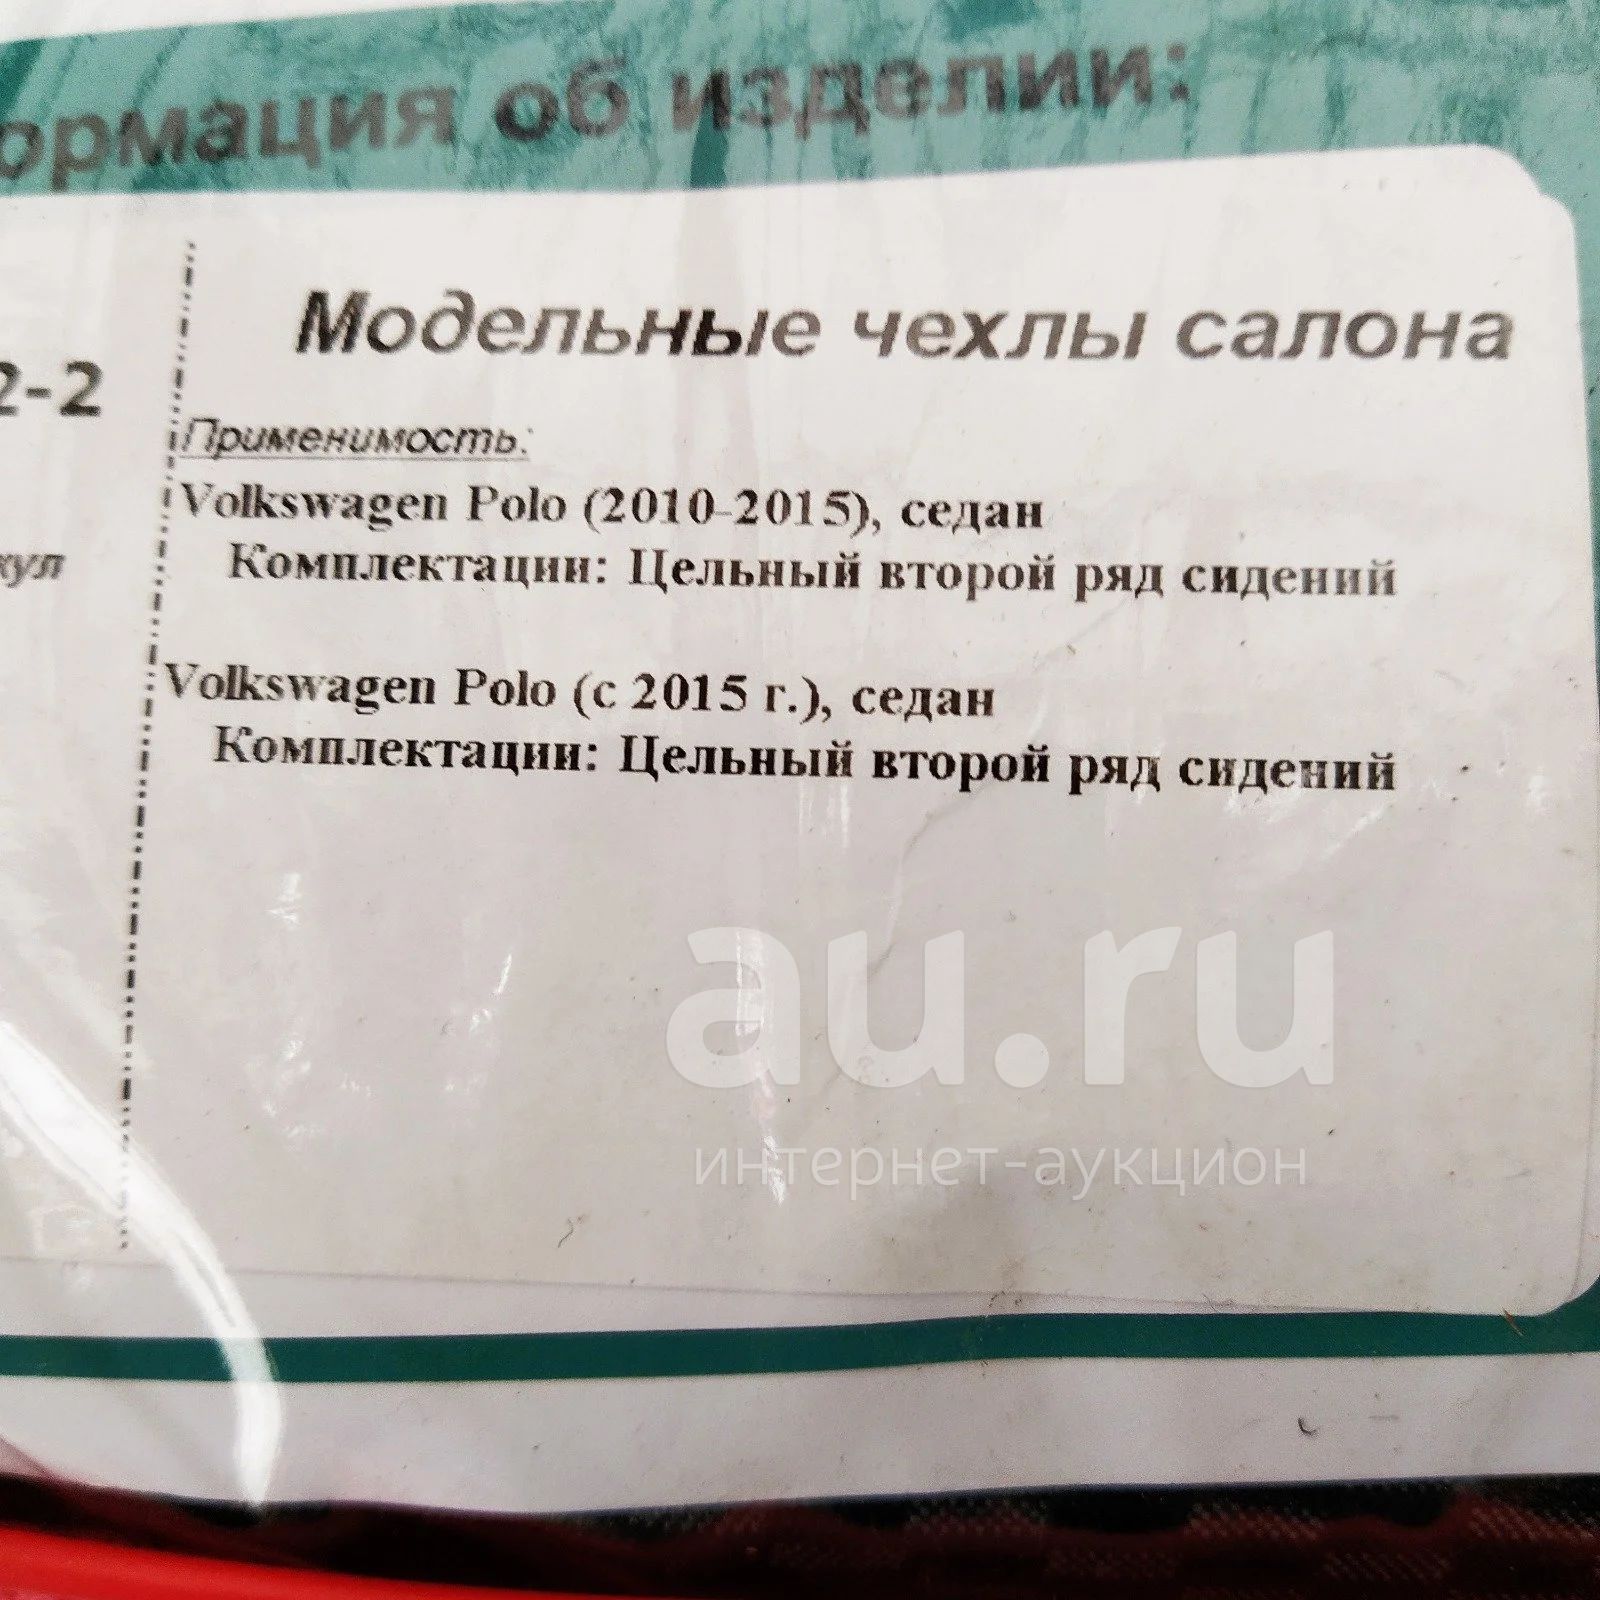 ормация об изделии:
Модельные чехлы салона
2-2
Применимость:
Volkswagen Polo (2010-2015), седан
кул
Комплектации: Цельный второй ряд сидений
Volkswagen Polo (с 2015 г.), седан
Комплектации: Цельный второй ряд сидений
au.ru
интернет-аукцион